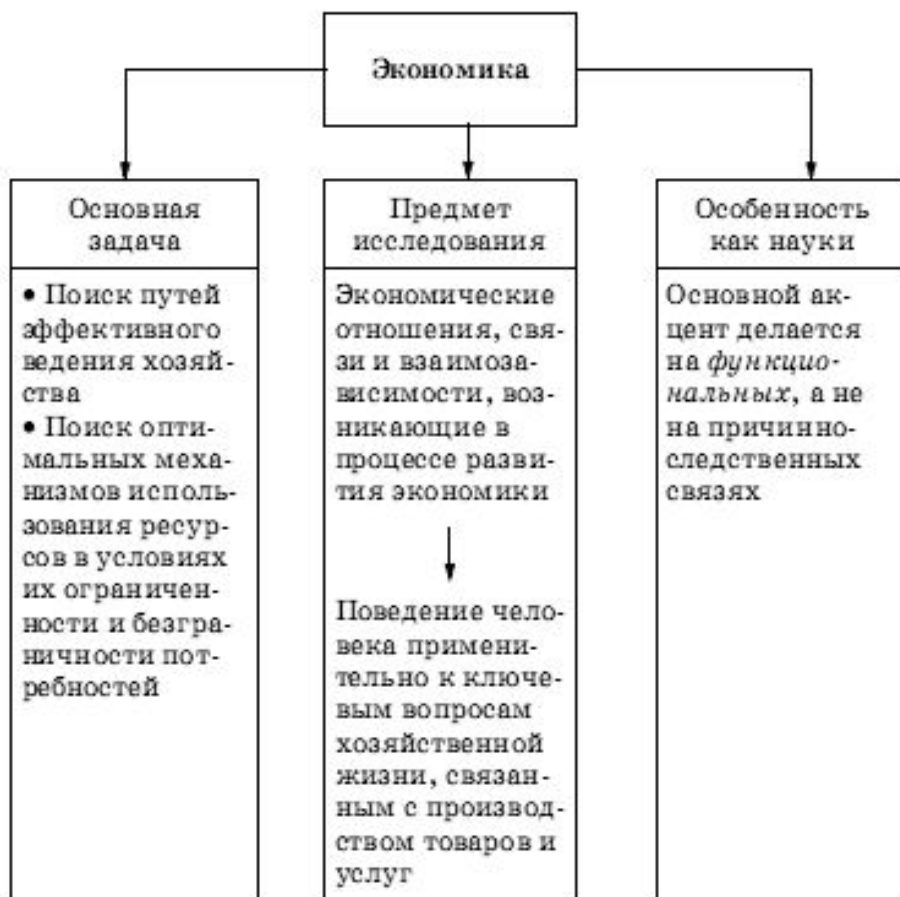 Экономика
Основная
задача
• Поиск путей
эффективного
ведения хозяй-
ства
• Поиск опти-
мальных меха-
низмов исполь-
зования ресур-
сов в условиях
их ограничен-
ности и безгра-
ничности пот-
ребностей
Предмет
исследования
Экономические
отношения, свя-
зи и взаимоза-
висимости, воз-
никающие в
процессе разви-
тия экономики
Поведение чело-
века примени-
тельно к ключе-
вым вопросам
хозяйственной
жизни, связан-
ным с производ-
ством товаров и
услуг
Особенность
как науки
Основной ак-
цент делается
на функцио-
нальных, а не
на причинно-
следственных
связях